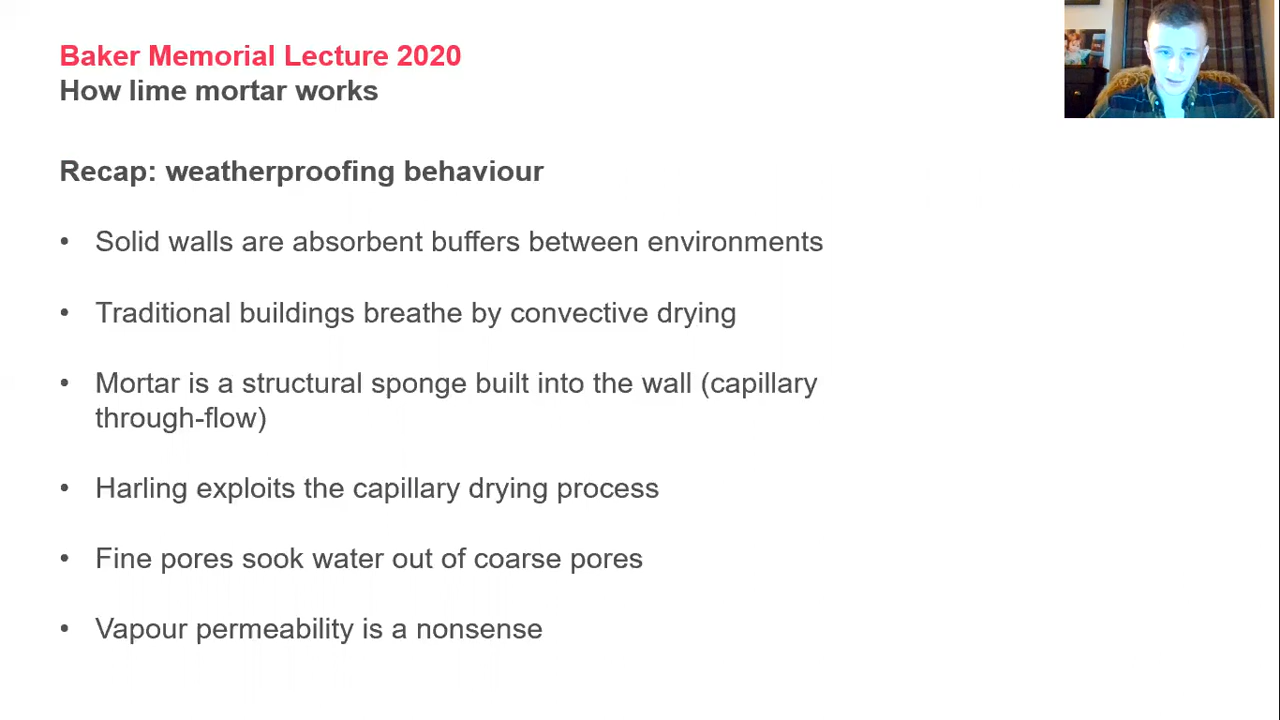 Baker Memorial Lecture 2020
How lime mortar works
Recap: weatherproofing behaviour
• Solid walls are absorbent buffers between environments
• Traditional buildings breathe by convective drying
• Mortar is a structural sponge built into the wall (capillary
through-flow)
• Harling exploits the capillary drying process
• Fine pores sook water out of coarse pores
• Vapour permeability is a nonsense